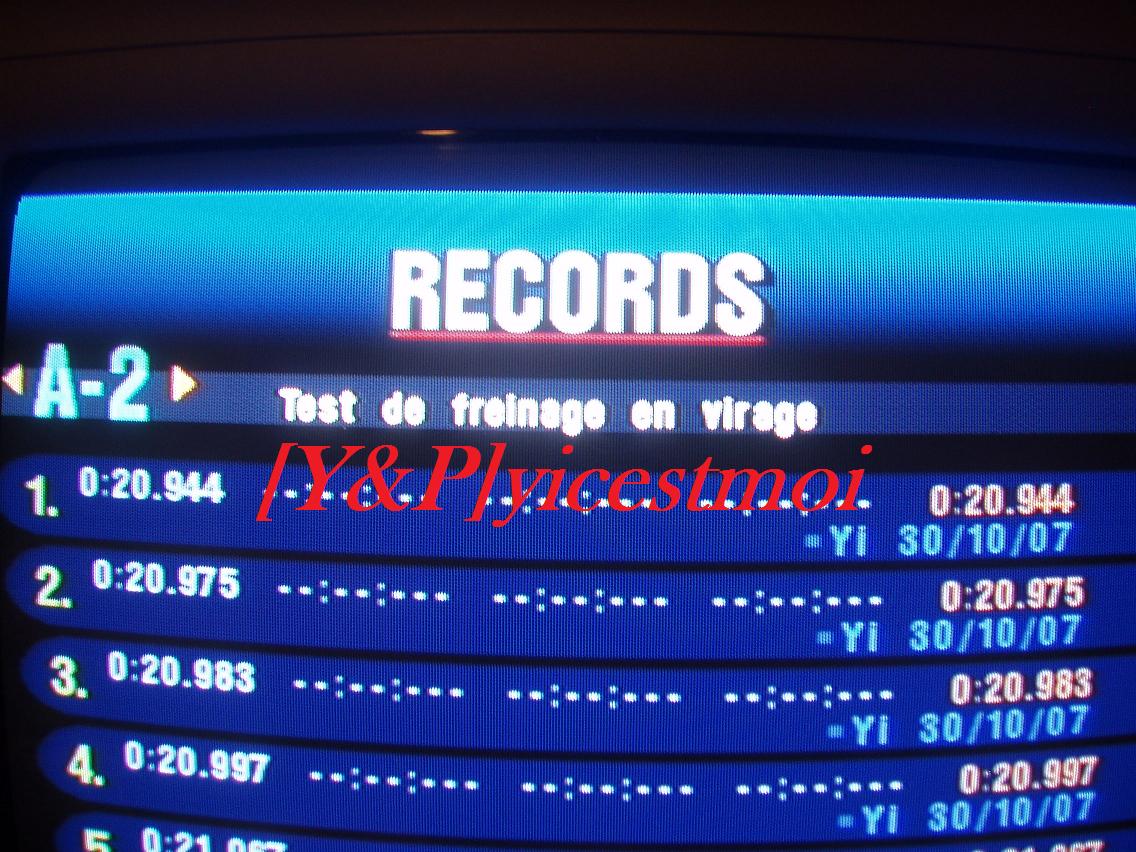 RECORDS
A-2
Test de freinage en virage
[Y&P]yicestmoi
1. 0:20.944 --:--:--- --:--:--- --:--:--- 0:20.944
Yi 30/10/07
2. 0:20.975 --:--:--- --:--:--- --:--:--- 0:20.975
Yi 30/10/07
3. 0:20.983 --:--:--- --:--:--- --:--:--- 0:20.983
Yi 30/10/07
4. 0:20.997 --:--:--- --:--:--- --:--:--- 0:20.997
Yi 30/10/07
5.